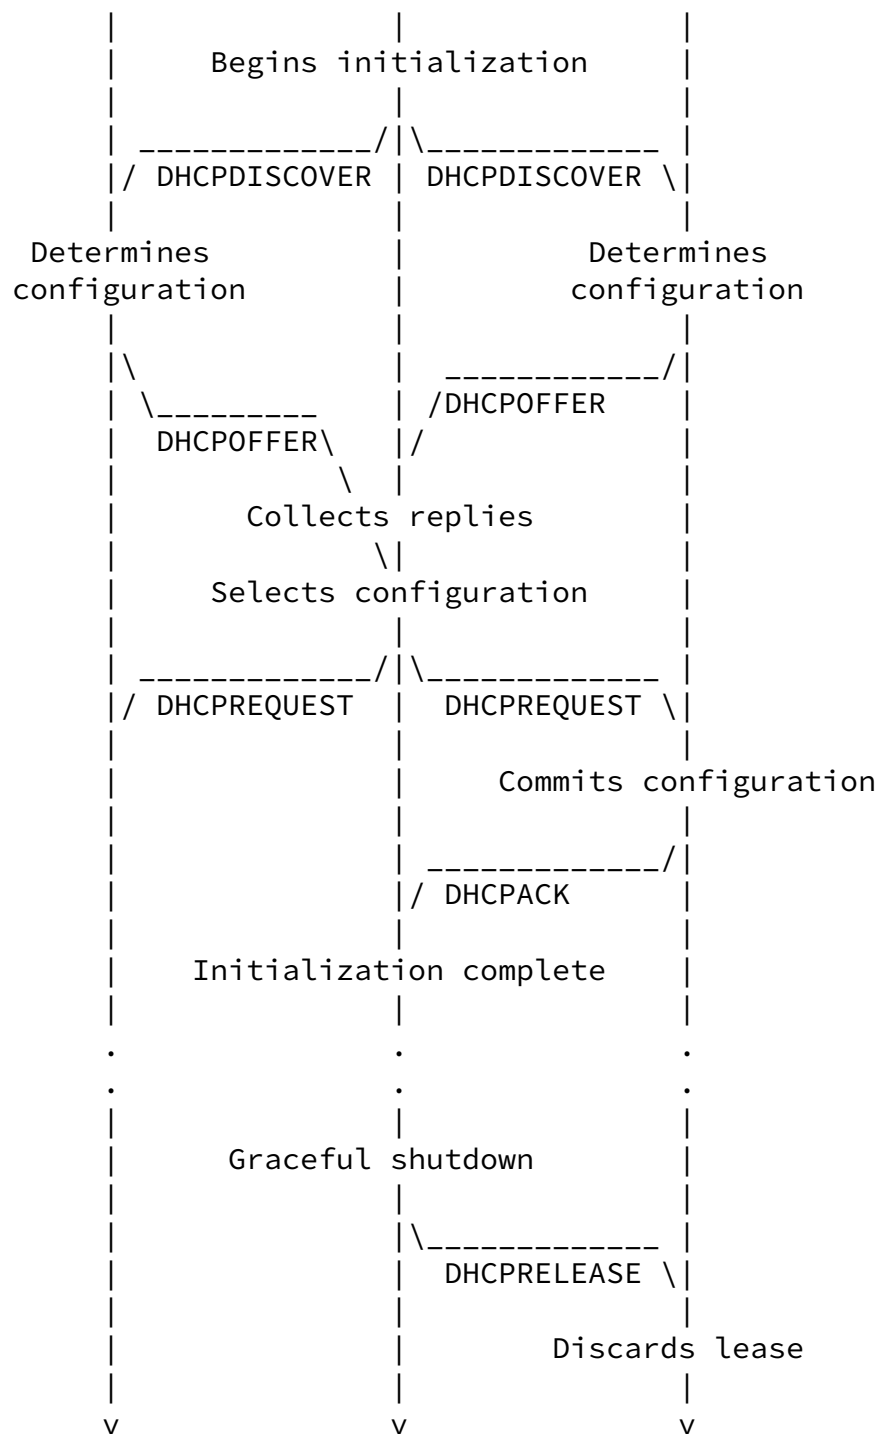 Begins initialization
DHCPDISCOVER DHCPDISCOVER
Determines Determines
configuration configuration
DHCPOFFER
DHCPOFFER
Collects replies
Selects configuration
DHCPREQUEST DHCPREQUEST
Commits configuration
DHCPACK
Initialization complete
. . .
. . .
Graceful shutdown
DHCPRELEASE
Discards lease
v v v